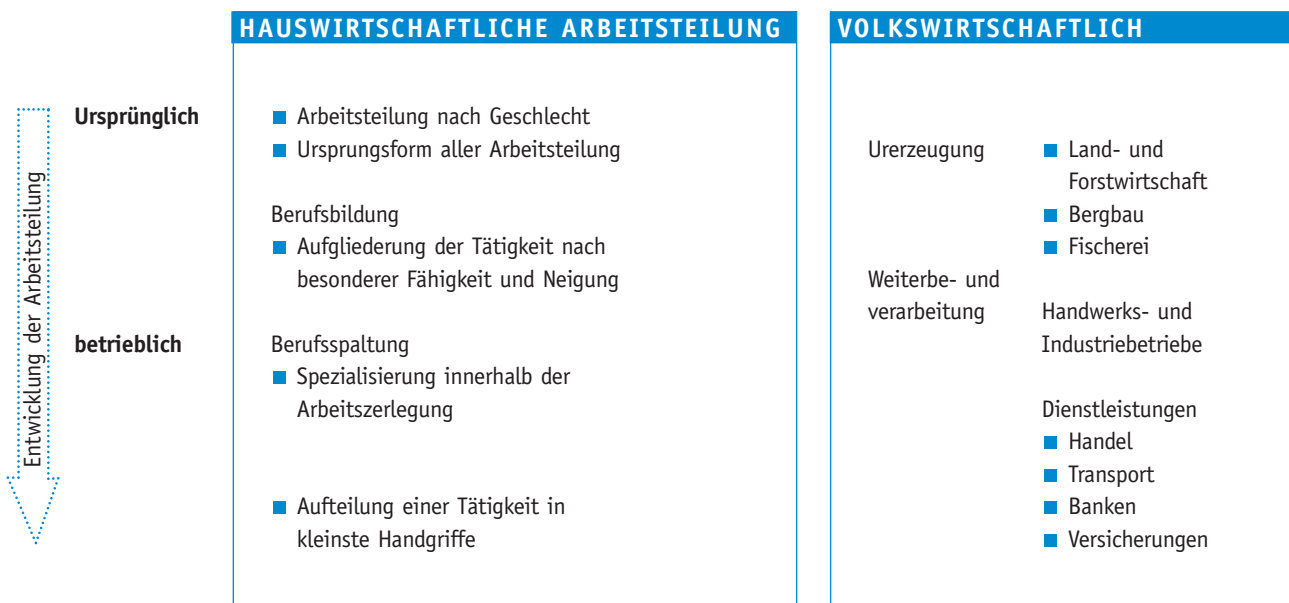 HAUSWIRTSCHAFTLICHE ARBEITSTEILUNG
Entwicklung der Arbeitsteilung
Ursprünglich
Arbeitsteilung nach Geschlecht
Ursprungsform aller Arbeitsteilung
Berufsbildung
Aufgliederung der Tätigkeit nach
besonderer Fähigkeit und Neigung
betrieblich
Berufsspaltung
Spezialisierung innerhalb der
Arbeitszerlegung
Aufteilung einer Tätigkeit in
kleinste Handgriffe
VOLKSWIRTSCHAFTLICH
Urerzeugung
Land- und
Forstwirtschaft
Bergbau
Fischerei
Weiterbe- und
verarbeitung
Handwerks- und
Industriebetriebe
Dienstleistungen
Handel
Transport
Banken
Versicherungen